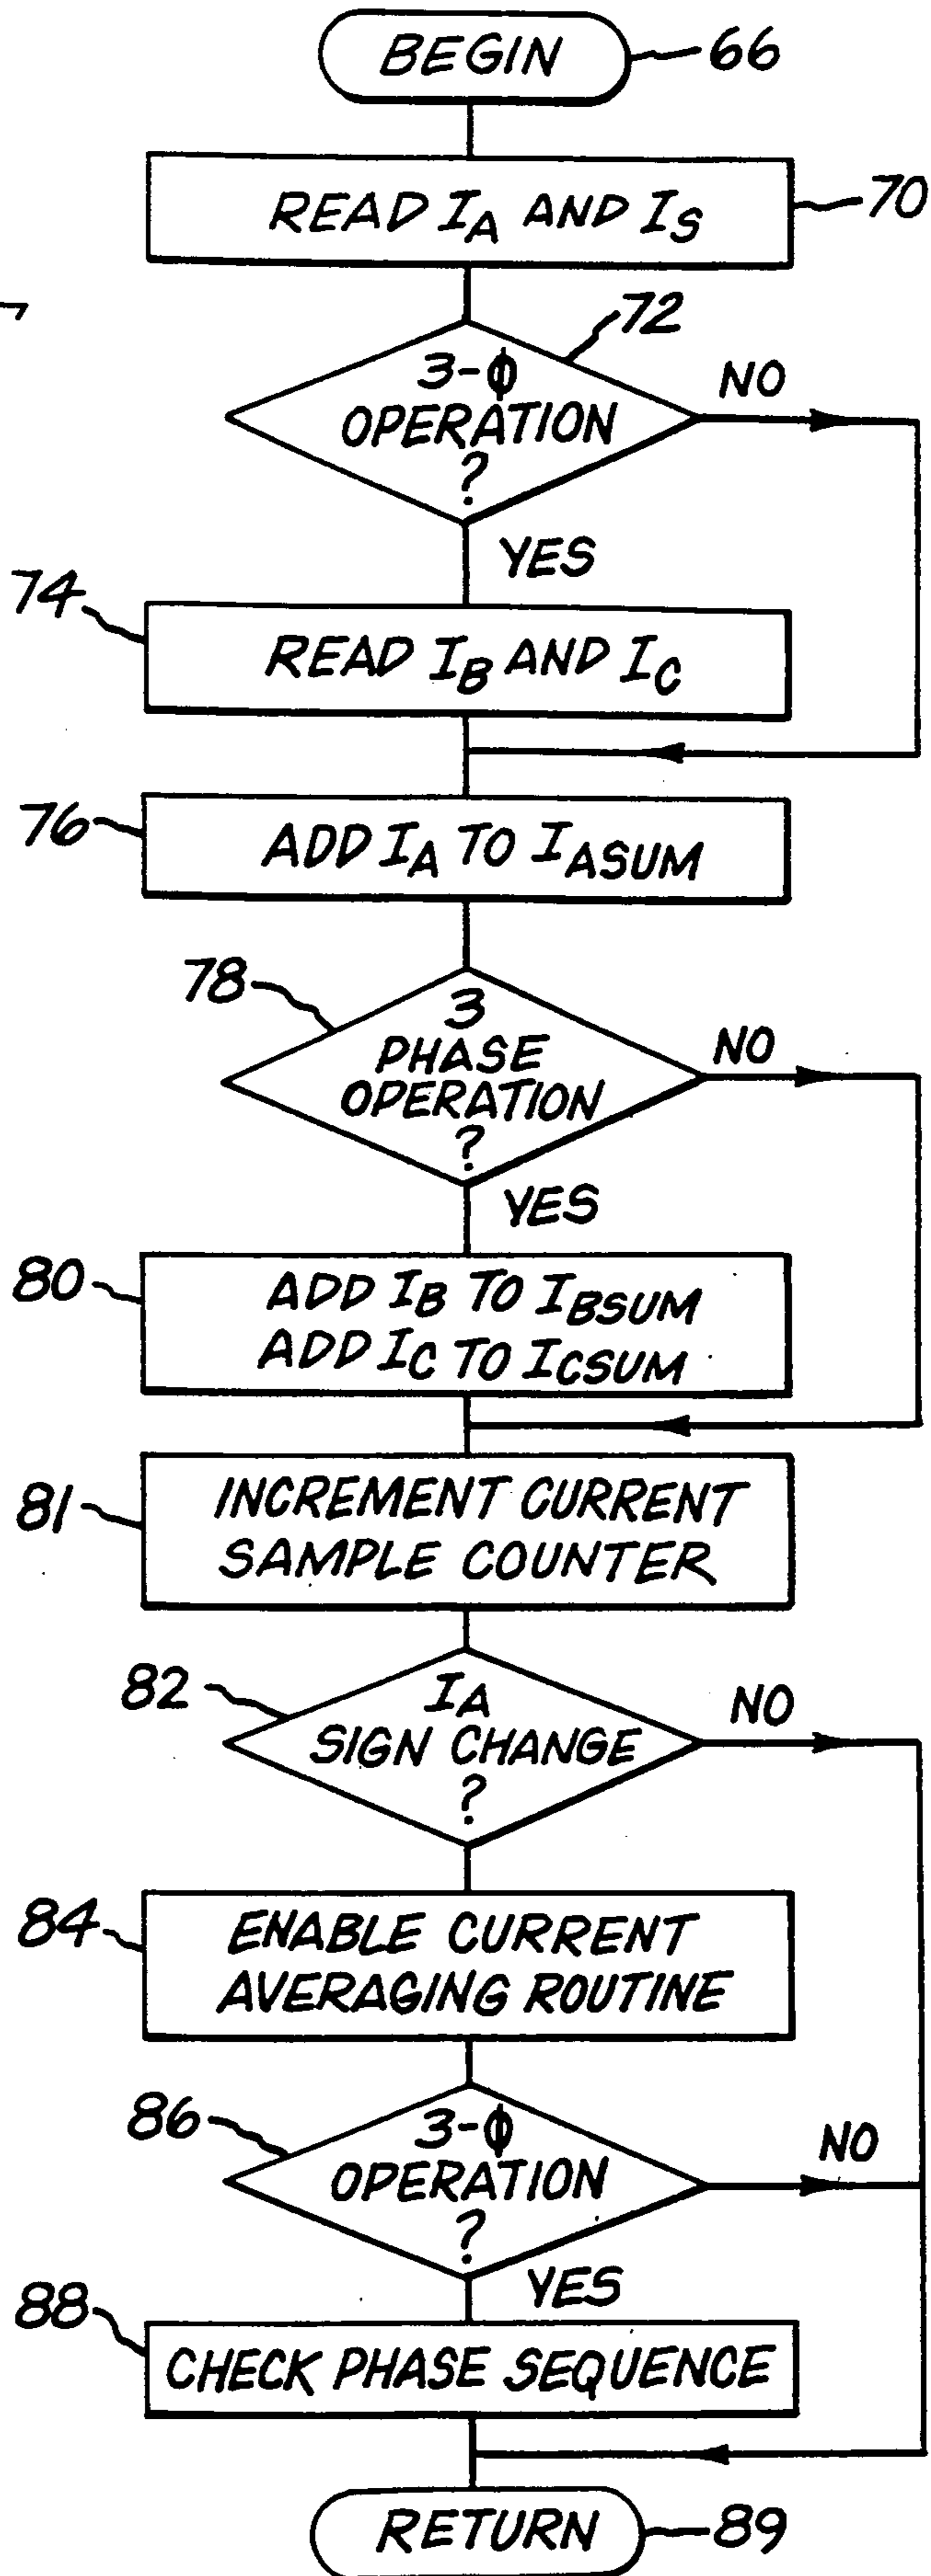 BEGIN
66
READ IA AND IS
70
72
3-ϕ
OPERATION
?
NO
YES
74
READ IB AND IC
76
ADD IA TO IASUM
78
3
PHASE
OPERATION
?
NO
YES
80
ADD IB TO IBSUM
ADD IC TO ICSUM
81
INCREMENT CURRENT
SAMPLE COUNTER
82
IA
SIGN CHANGE
?
NO
84
ENABLE CURRENT
AVERAGING ROUTINE
86
3-ϕ
OPERATION
?
NO
YES
88
CHECK PHASE SEQUENCE
RETURN
89